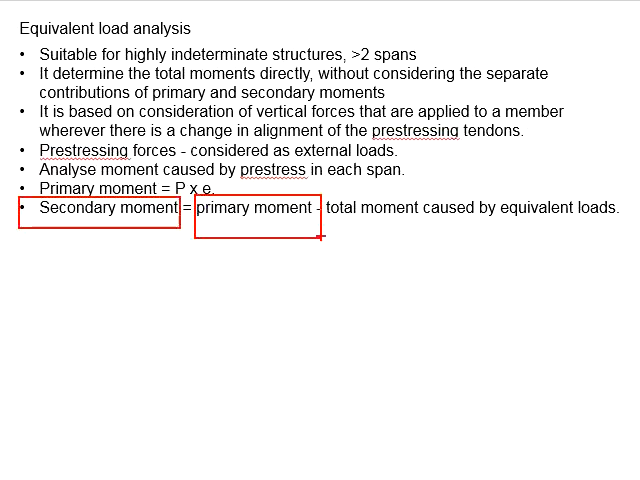 Equivalent load analysis
• Suitable for highly indeterminate structures, >2 spans
• It determine the total moments directly, without considering the separate
contributions of primary and secondary moments
• It is based on consideration of vertical forces that are applied to a member
wherever there is a change in alignment of the prestressing tendons.
• Prestressing forces - considered as external loads.
• Analyse moment caused by prestress in each span.
• Primary moment = P x e.
• Secondary moment = primary moment - total moment caused by equivalent loads.